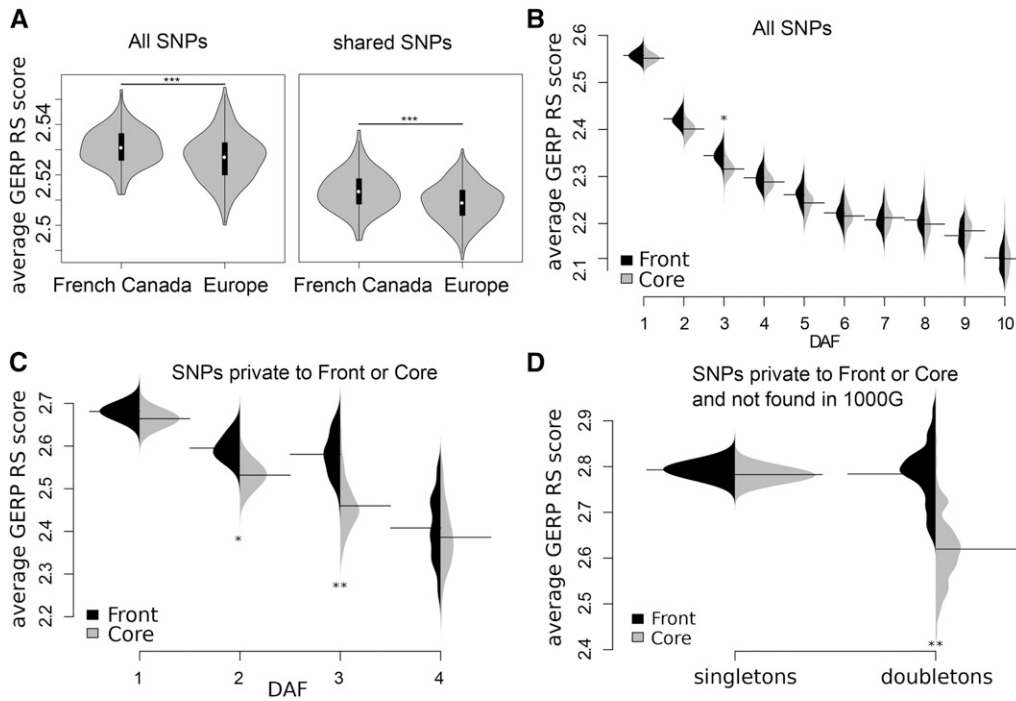 A
All SNPs
shared SNPs
average GERP RS score
2.54
2.52
2.5
***
***
French Canada
Europe
French Canada
Europe
B
All SNPs
average GERP RS score
2.6
2.5
2.4
2.3
2.2
2.1
*
Front
Core
1 2 3 4 5 6 7 8 9 10
DAF
C
SNPs private to Front or Core
average GERP RS score
2.7
2.6
2.5
2.4
2.3
2.2
*
**
Front
Core
1 2 3 4
DAF
D
SNPs private to Front or Core
and not found in 1000G
average GERP RS score
2.9
2.8
2.7
2.6
2.5
2.4
Front
Core
**
singletons doubletons